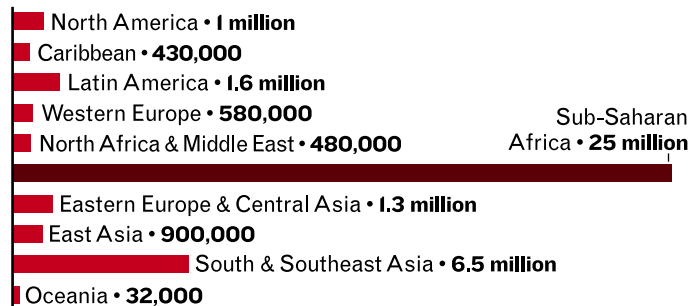 North America • 1 million
Caribbean • 430,000
Latin America • 1.6 million
Western Europe • 580,000
North Africa & Middle East • 480,000
Sub-Saharan
Africa • 25 million
Eastern Europe & Central Asia • 1.3 million
East Asia • 900,000
South & Southeast Asia • 6.5 million
Oceania • 32,000